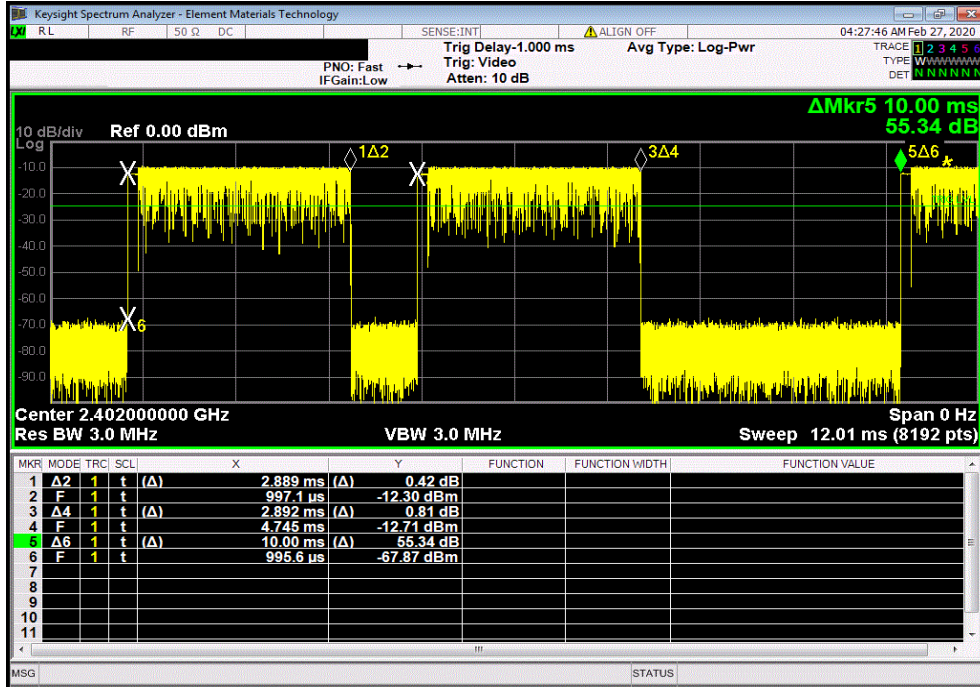 Keysight Spectrum Analyzer - Element Materials Technology
LXI RL RF 50 Ω DC SENSE:INT ALIGN OFF 04:27:46 AM Feb 27, 2020
Trig Delay-1.000 ms Avg Type: Log-Pwr TRACE 1 2 3 4 5 6
PNO: Fast Trig: Video TYPE WWWWWW
IFGain:Low Atten: 10 dB DET N N N N N N
ΔMkr5 10.00 ms
55.34 dB
10 dB/div Ref 0.00 dBm
Log
1Δ2 3Δ4 5Δ6
-10.0
-20.0
-30.0
-40.0
-50.0
-60.0
-70.0
6
-80.0
-90.0
Center 2.402000000 GHz Span 0 Hz
Res BW 3.0 MHz VBW 3.0 MHz Sweep 12.01 ms (8192 pts)
MKR MODE TRC SCL X Y FUNCTION FUNCTION WIDTH FUNCTION VALUE
1 Δ2 1 t (Δ) 2.889 ms (Δ) 0.42 dB
2 F 1 t 997.1 µs -12.30 dBm
3 Δ4 1 t (Δ) 2.892 ms (Δ) 0.81 dB
4 F 1 t 4.745 ms -12.71 dBm
5 Δ6 1 t (Δ) 10.00 ms (Δ) 55.34 dB
6 F 1 t 995.6 µs -67.87 dBm
7
8
9
10
11
MSG STATUS